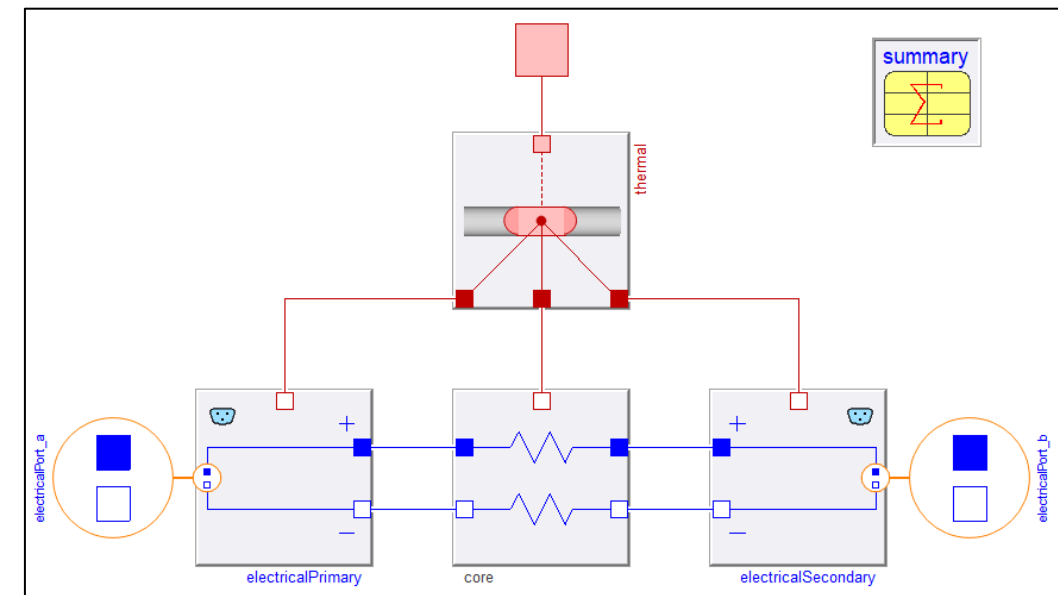 summary
thermal
electricalPort_a
+
−
+
−
electricalPort_b
electricalPrimary
core
electricalSecondary